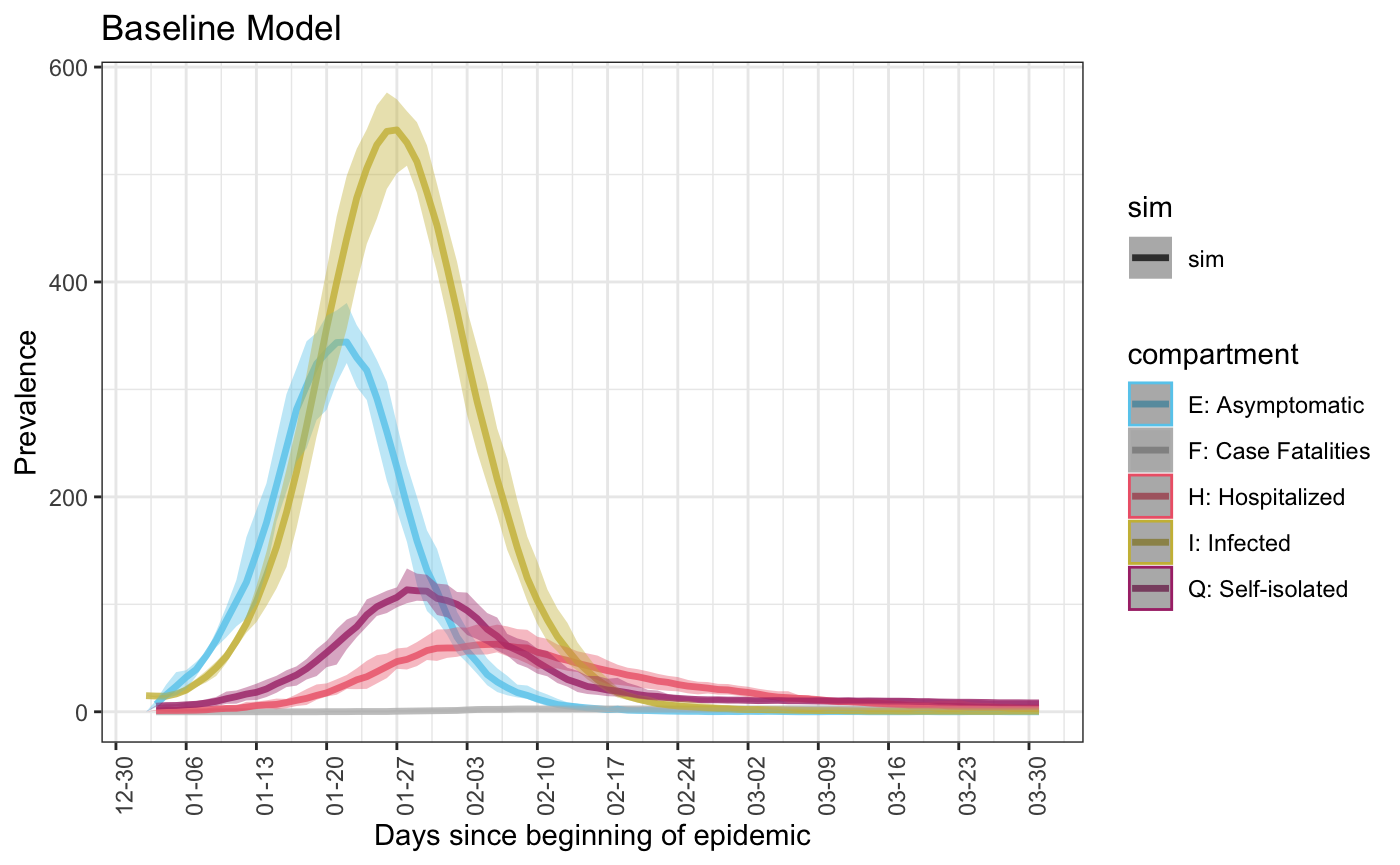 Baseline Model
600
400
200
0
Prevalence
12-30
01-06
01-13
01-20
01-27
02-03
02-10
02-17
02-24
03-02
03-09
03-16
03-23
03-30
Days since beginning of epidemic
sim
sim
compartment
E: Asymptomatic
F: Case Fatalities
H: Hospitalized
I: Infected
Q: Self-isolated